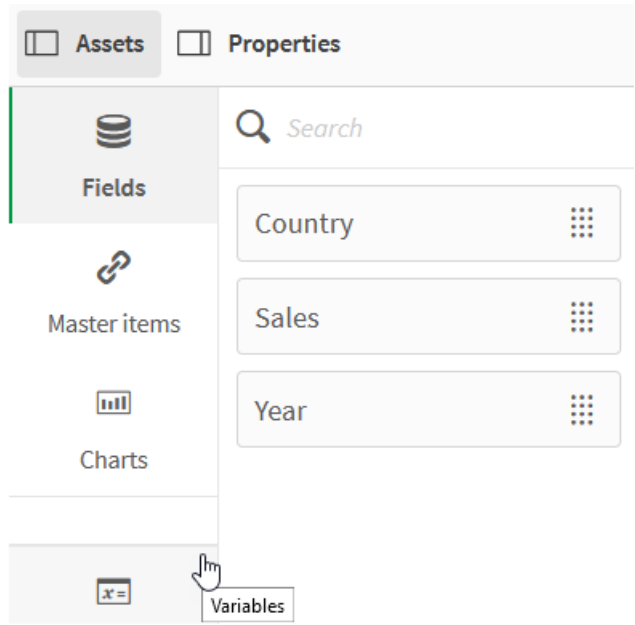 Assets
Properties
Fields
Search
Country
Master items
Sales
Year
Charts
x=
Variables